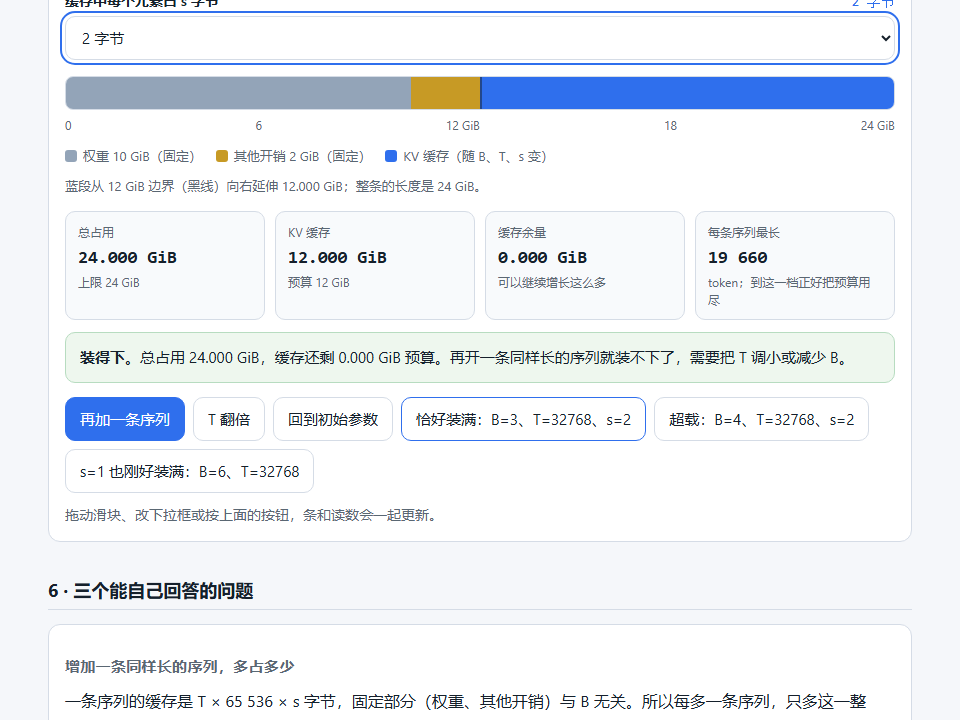 缓存中每个元素占 s 字节
2 字节
2 字节
0
6
12 GiB
18
24 GiB
权重 10 GiB（固定）
其他开销 2 GiB（固定）
KV 缓存（随 B、T、s 变）
蓝段从 12 GiB 边界（黑线）向右延伸 12.000 GiB；整条的长度是 24 GiB。
总占用
24.000 GiB
上限 24 GiB
KV 缓存
12.000 GiB
预算 12 GiB
缓存余量
0.000 GiB
可以继续增长这么多
每条序列最长
19 660
token；到这一档正好把预算用
尽
装得下。总占用 24.000 GiB，缓存还剩 0.000 GiB 预算。再开一条同样长的序列就装不下了，需要把 T 调小或减少 B。
再加一条序列
T 翻倍
回到初始参数
恰好装满：B=3、T=32768、s=2
超载：B=4、T=32768、s=2
s=1 也刚好装满：B=6、T=32768
拖动滑块、改下拉框或按上面的按钮，条和读数会一起更新。
6 · 三个能自己回答的问题
增加一条同样长的序列，多占多少
一条序列的缓存是 T × 65 536 × s 字节，固定部分（权重、其他开销）与 B 无关。所以每多一条序列，只多这一整